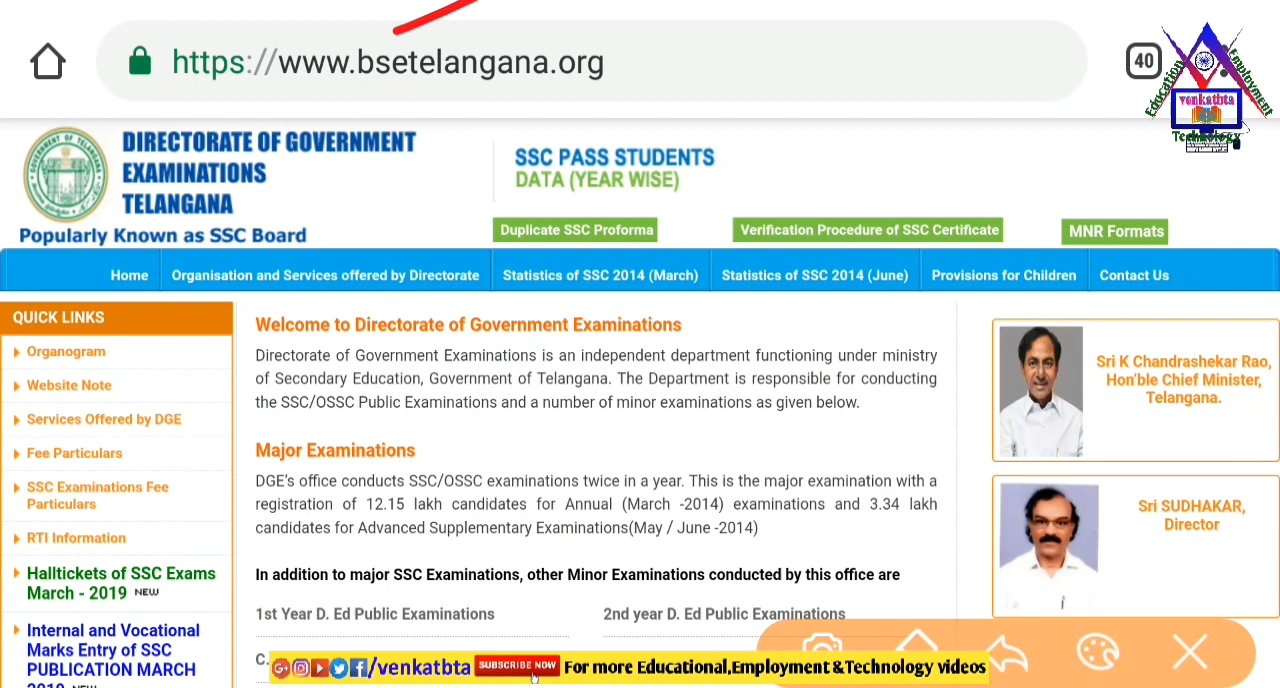 https://www.bsetelangana.org
40
Education
Employment
venkatbta
Technology
DIRECTORATE OF GOVERNMENT
EXAMINATIONS
TELANGANA
Popularly Known as SSC Board
SSC PASS STUDENTS
DATA (YEAR WISE)
Duplicate SSC Proforma
Verification Procedure of SSC Certificate
MNR Formats
Home
Organisation and Services offered by Directorate
Statistics of SSC 2014 (March)
Statistics of SSC 2014 (June)
Provisions for Children
Contact Us
QUICK LINKS
Organogram
Website Note
Services Offered by DGE
Fee Particulars
SSC Examinations Fee
Particulars
RTI Information
Halltickets of SSC Exams
March - 2019 NEW
Internal and Vocational
Marks Entry of SSC
PUBLICATION MARCH
2019 NEW
Welcome to Directorate of Government Examinations
Directorate of Government Examinations is an independent department functioning under ministry
of Secondary Education, Government of Telangana. The Department is responsible for conducting
the SSC/OSSC Public Examinations and a number of minor examinations as given below.
Major Examinations
DGE's office conducts SSC/OSSC examinations twice in a year. This is the major examination with a
registration of 12.15 lakh candidates for Annual (March -2014) examinations and 3.34 lakh
candidates for Advanced Supplementary Examinations(May / June -2014)
In addition to major SSC Examinations, other Minor Examinations conducted by this office are
1st Year D. Ed Public Examinations
2nd year D. Ed Public Examinations
C.
Sri K Chandrashekar Rao,
Hon'ble Chief Minister,
Telangana.
Sri SUDHAKAR,
Director
/venkatbta SUBSCRIBE NOW For more Educational,Employment &Technology videos